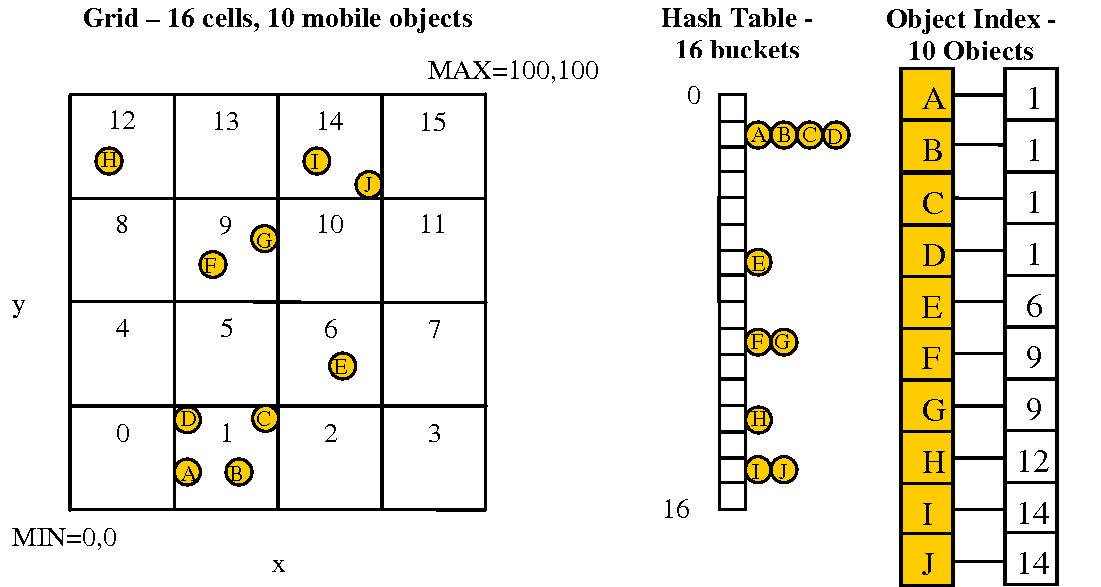 Grid – 16 cells, 10 mobile objects
MAX=100,100
12 13 14 15
H I
J
8 9 10 11
G
F
y
4 5 6 7
E
D C
0 1 2 3
A B
MIN=0,0
x
Hash Table -
16 buckets
0
A B C D
E
F G
H
I J
16
Object Index -
10 Objects
A 1
B 1
C 1
D 1
E 6
F 9
G 9
H 12
I 14
J 14